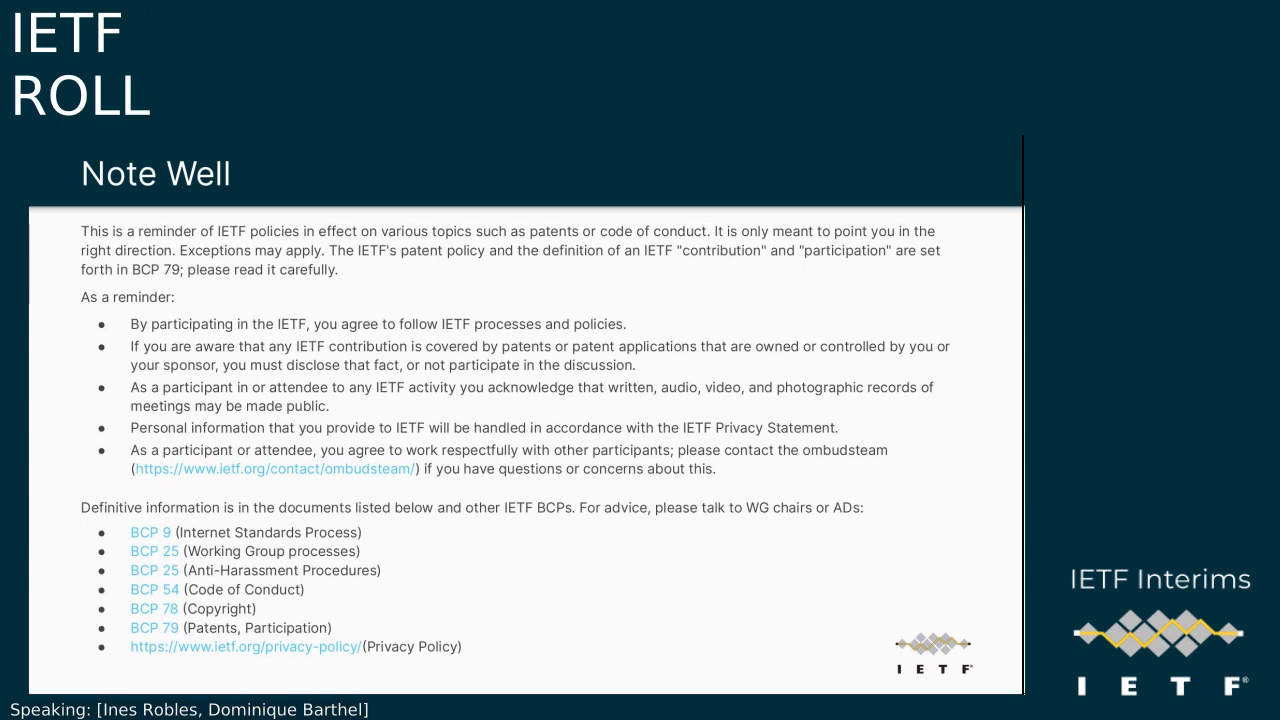 IETF
ROLL
Note Well
This is a reminder of IETF policies in effect on various topics such as patents or code of conduct. It is only meant to point you in the
right direction. Exceptions may apply. The IETF's patent policy and the definition of an IETF "contribution" and "participation" are set
forth in BCP 79; please read it carefully.
As a reminder:
● By participating in the IETF, you agree to follow IETF processes and policies.
● If you are aware that any IETF contribution is covered by patents or patent applications that are owned or controlled by you or
your sponsor, you must disclose that fact, or not participate in the discussion.
● As a participant in or attendee to any IETF activity you acknowledge that written, audio, video, and photographic records of
meetings may be made public.
● Personal information that you provide to IETF will be handled in accordance with the IETF Privacy Statement.
● As a participant or attendee, you agree to work respectfully with other participants; please contact the ombudsteam
(https://www.ietf.org/contact/ombudsteam/) if you have questions or concerns about this.
Definitive information is in the documents listed below and other IETF BCPs. For advice, please talk to WG chairs or ADs:
● BCP 9 (Internet Standards Process)
● BCP 25 (Working Group processes)
● BCP 25 (Anti-Harassment Procedures)
● BCP 54 (Code of Conduct)
● BCP 78 (Copyright)
● BCP 79 (Patents, Participation)
● https://www.ietf.org/privacy-policy/(Privacy Policy)
I E T F®
IETF Interims
I E T F®
Speaking: [Ines Robles, Dominique Barthel]